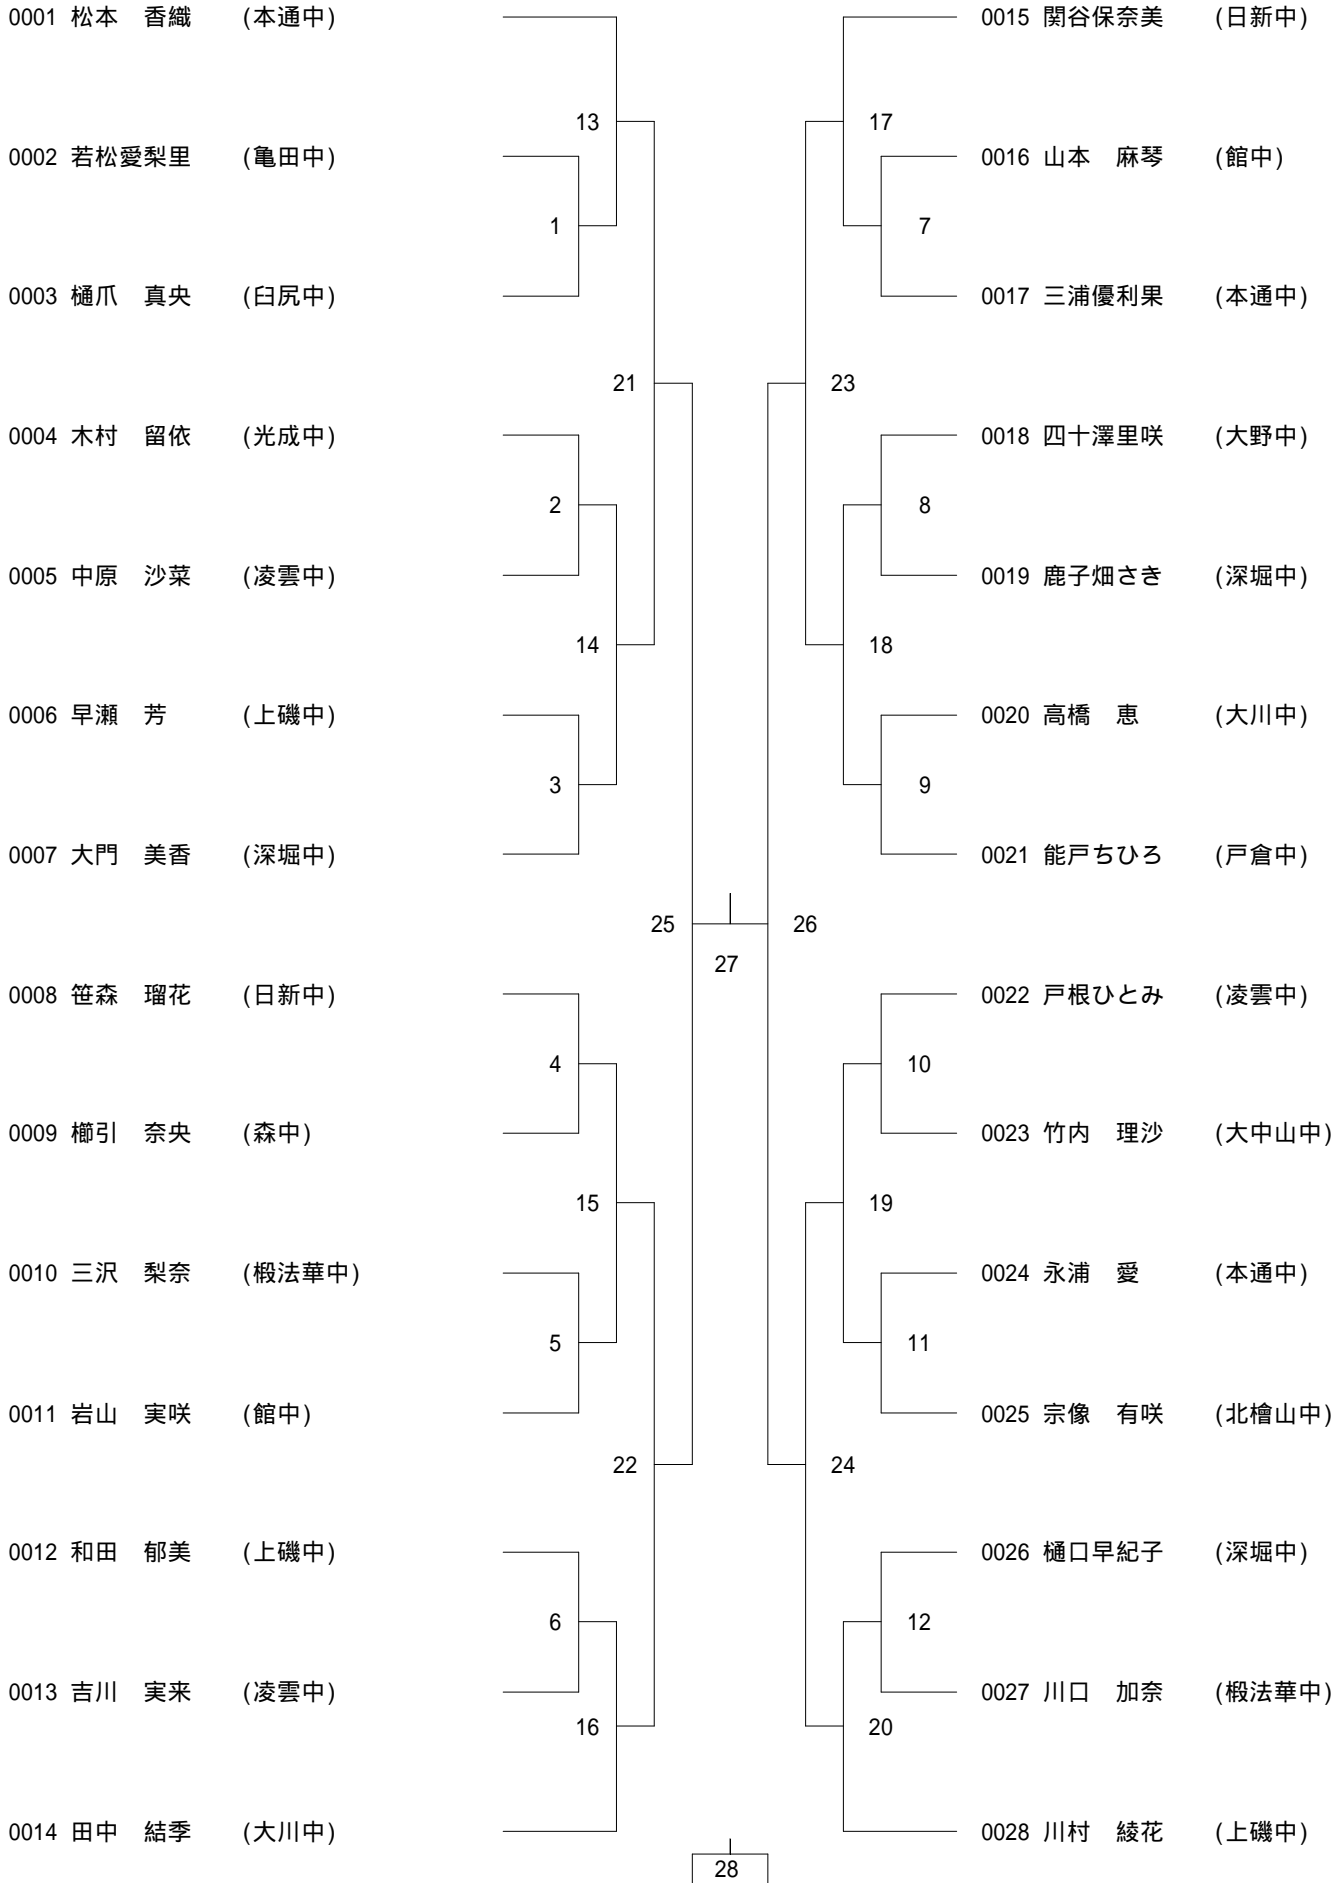 0001 松本　香織　(本通中)
13
0002 若松愛梨里　(亀田中)
1
0003 樋爪　真央　(臼尻中)
21
0004 木村　留依　(光成中)
2
0005 中原　沙菜　(凌雲中)
14
0006 早瀬　芳　(上磯中)
3
0007 大門　美香　(深堀中)
25
0008 笹森　瑠花　(日新中)
4
0009 櫛引　奈央　(森中)
15
0010 三沢　梨奈　(椴法華中)
5
0011 岩山　実咲　(館中)
22
0012 和田　郁美　(上磯中)
6
0013 吉川　実来　(凌雲中)
16
0014 田中　結季　(大川中)
27
28
0015 関谷保奈美　(日新中)
17
0016 山本　麻琴　(館中)
7
0017 三浦優利果　(本通中)
23
0018 四十澤里咲　(大野中)
8
0019 鹿子畑さき　(深堀中)
18
0020 高橋　恵　(大川中)
9
0021 能戸ちひろ　(戸倉中)
26
0022 戸根ひとみ　(凌雲中)
10
0023 竹内　理沙　(大中山中)
19
0024 永浦　愛　(本通中)
11
0025 宗像　有咲　(北檜山中)
24
0026 樋口早紀子　(深堀中)
12
0027 川口　加奈　(椴法華中)
20
0028 川村　綾花　(上磯中)